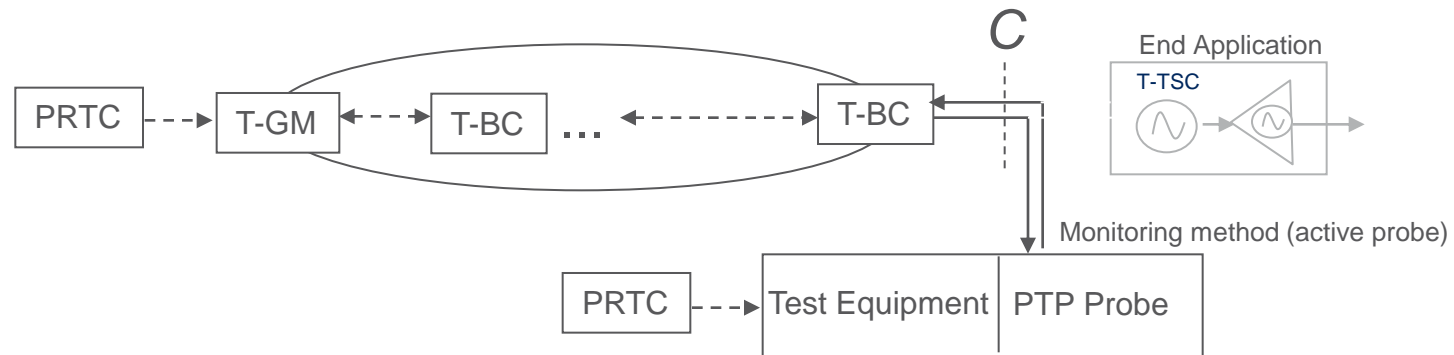 C
End Application
T-TSC
PRTC
T-GM
T-BC
...
T-BC
Monitoring method (active probe)
PRTC
Test Equipment
PTP Probe